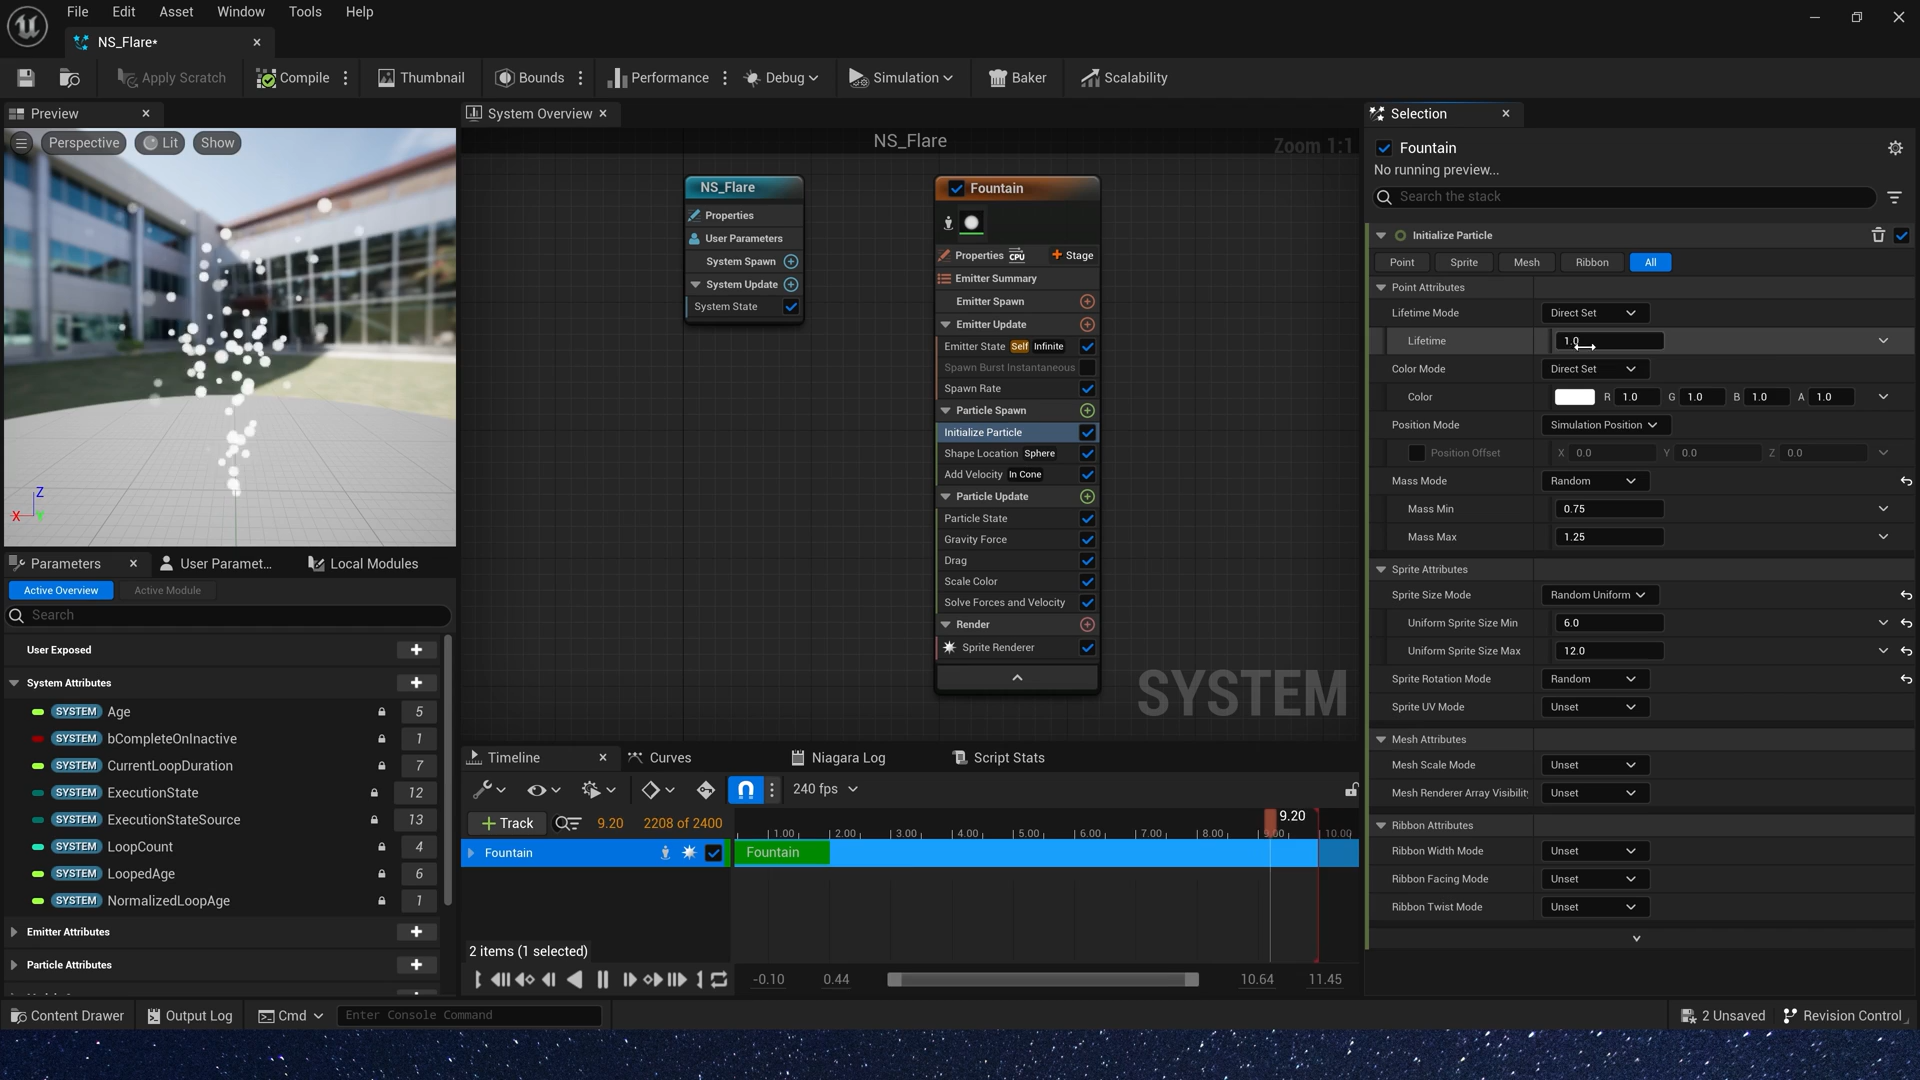 File Edit Asset Window Tools Help
NS_Flare*
Apply Scratch Compile Thumbnail Bounds Performance Debug Simulation Baker Scalability
Preview
Perspective Lit Show
Z
X Y
Parameters User Paramet... Local Modules
Active Overview Active Module
Search
User Exposed
System Attributes
SYSTEM Age 5
SYSTEM bCompleteOnInactive 1
SYSTEM CurrentLoopDuration 7
SYSTEM ExecutionState 12
SYSTEM ExecutionStateSource 13
SYSTEM LoopCount 4
SYSTEM LoopedAge 6
SYSTEM NormalizedLoopAge 1
Emitter Attributes
Particle Attributes
System Overview
NS_Flare
Zoom 1:1
NS_Flare
Properties
User Parameters
System Spawn
System Update
System State
Fountain
Properties CPU Stage
Emitter Summary
Emitter Spawn
Emitter Update
Emitter State Self Infinite
Spawn Burst Instantaneous
Spawn Rate
Particle Spawn
Initialize Particle
Shape Location Sphere
Add Velocity In Cone
Particle Update
Particle State
Gravity Force
Drag
Scale Color
Solve Forces and Velocity
Render
Sprite Renderer
SYSTEM
Timeline Curves Niagara Log Script Stats
240 fps
Track 9.20 2208 of 2400
9.20
1.00 2.00 3.00 4.00 5.00 6.00 7.00 8.00 9.00 10.00
Fountain Fountain
2 items (1 selected)
-0.10 0.44 10.64 11.45
Selection
Fountain
No running preview...
Search the stack
Initialize Particle
Point Sprite Mesh Ribbon All
Point Attributes
Lifetime Mode Direct Set
Lifetime 1.0
Color Mode Direct Set
Color R 1.0 G 1.0 B 1.0 A 1.0
Position Mode Simulation Position
Position Offset X 0.0 Y 0.0 Z 0.0
Mass Mode Random
Mass Min 0.75
Mass Max 1.25
Sprite Attributes
Sprite Size Mode Random Uniform
Uniform Sprite Size Min 6.0
Uniform Sprite Size Max 12.0
Sprite Rotation Mode Random
Sprite UV Mode Unset
Mesh Attributes
Mesh Scale Mode Unset
Mesh Renderer Array Visibility Unset
Ribbon Attributes
Ribbon Width Mode Unset
Ribbon Facing Mode Unset
Ribbon Twist Mode Unset
Content Drawer Output Log Cmd Enter Console Command 2 Unsaved Revision Control